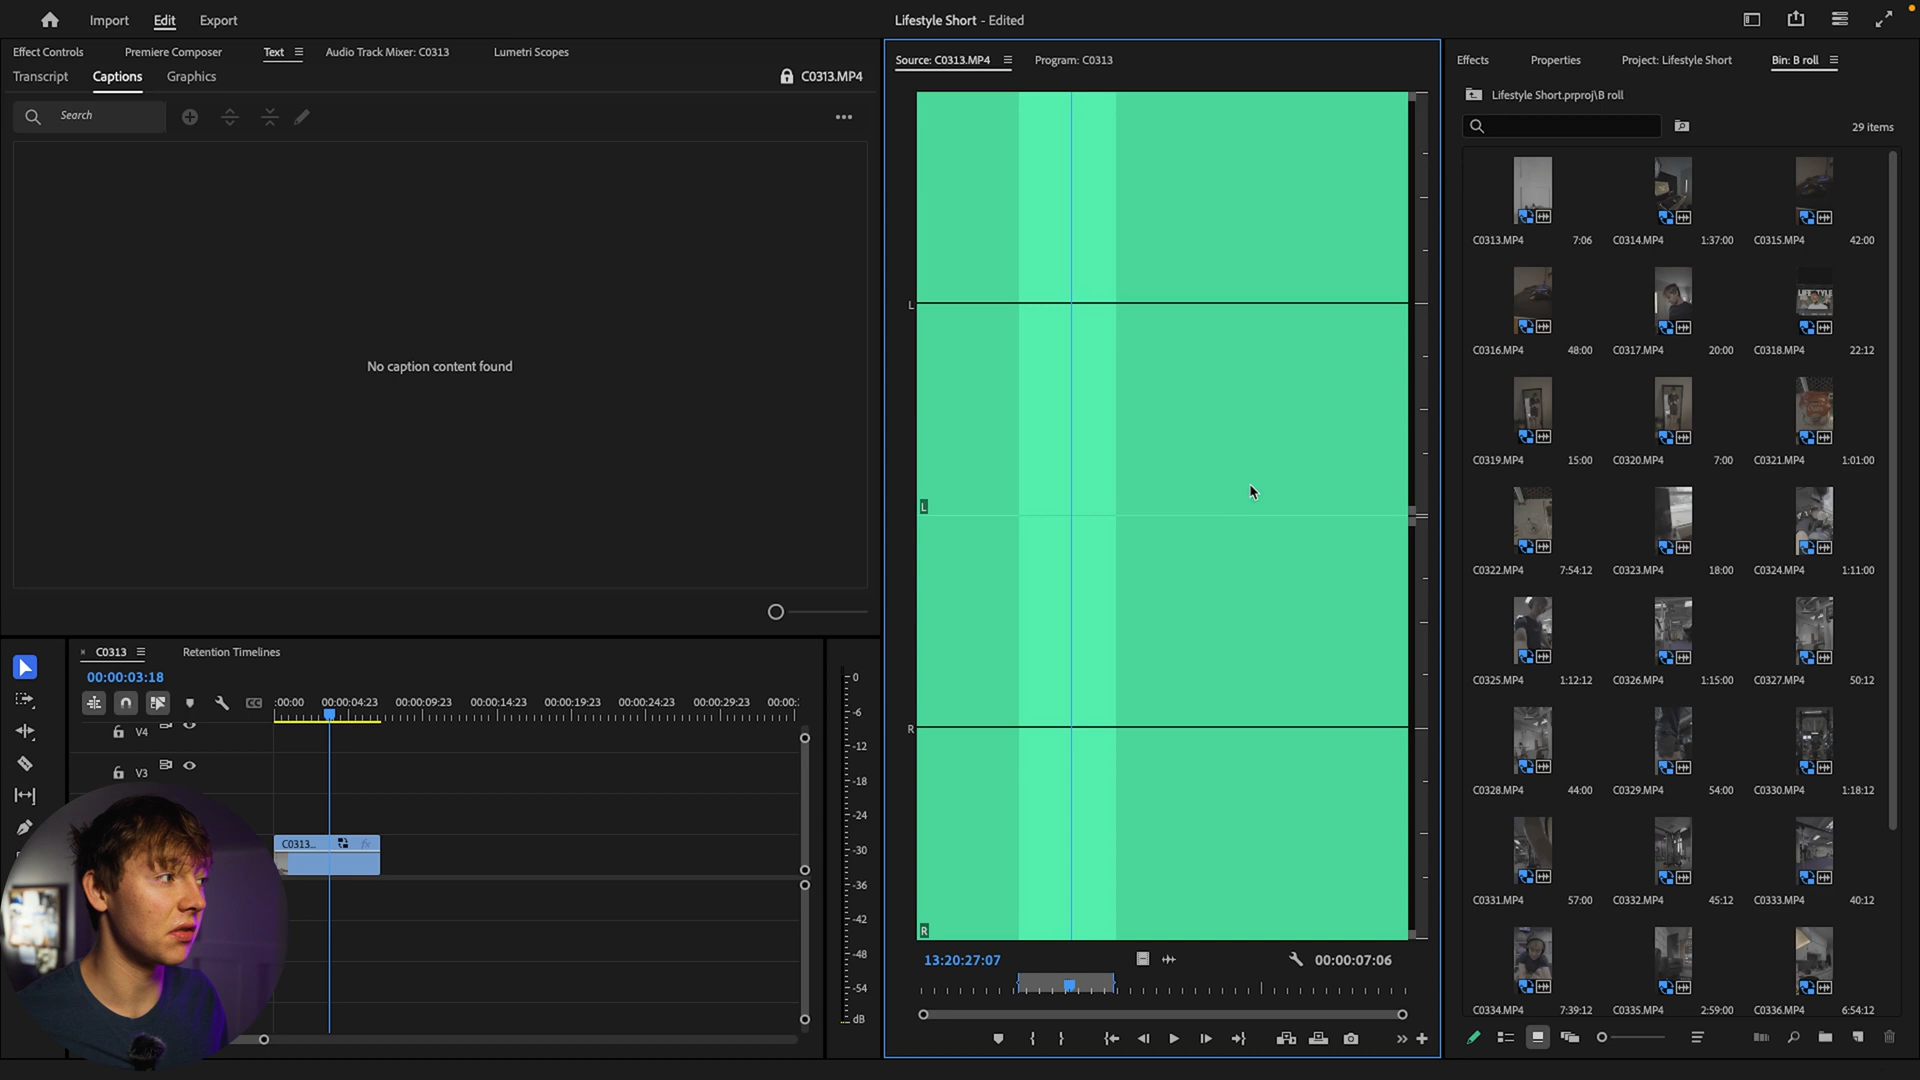 Import Edit Export
Lifestyle Short - Edited
Effect Controls Premiere Composer Text Audio Track Mixer: C0313 Lumetri Scopes
Transcript Captions Graphics C0313.MP4
Search
No caption content found
Source: C0313.MP4 Program: C0313
L
L
R
R
13:20:27:07 00:00:07:06
Effects Properties Project: Lifestyle Short Bin: B roll
Lifestyle Short.prproj\B roll
29 items
C0313.MP4 7:06 C0314.MP4 1:37:00 C0315.MP4 42:00
LIFESTYLE
C0316.MP4 48:00 C0317.MP4 20:00 C0318.MP4 22:12
C0319.MP4 15:00 C0320.MP4 7:00 C0321.MP4 1:01:00
C0322.MP4 7:54:12 C0323.MP4 18:00 C0324.MP4 1:11:00
C0325.MP4 1:12:12 C0326.MP4 1:15:00 C0327.MP4 50:12
C0328.MP4 44:00 C0329.MP4 54:00 C0330.MP4 1:18:12
C0331.MP4 57:00 C0332.MP4 45:12 C0333.MP4 40:12
C0334.MP4 7:39:12 C0335.MP4 2:59:00 C0336.MP4 6:54:12
× C0313 Retention Timelines
00:00:03:18
CC :00:00 00:00:04:23 00:00:09:23 00:00:14:23 00:00:19:23 00:00:24:23 00:00:29:23 00:00:
V4
V3
C0313... fx
0
-6
-12
-18
-24
-30
-36
-42
-48
-54
dB